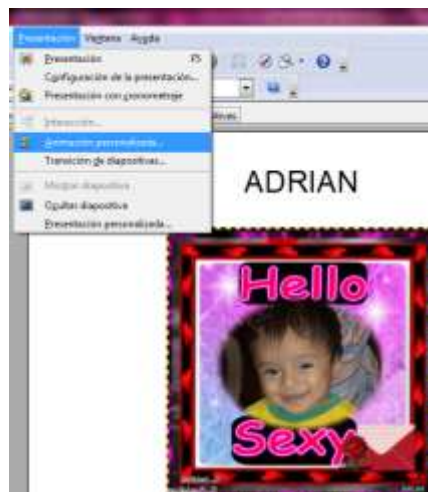 Presentación Ventana Ayuda
Presentación F5
Configuración de la presentación...
Presentación con cronometraje
Interacción...
Animación personalizada...
Transición de diapositivas...
Mostrar diapositiva
Ocultar diapositiva
Presentación personalizada...
ADRIAN
Hello
Sexy